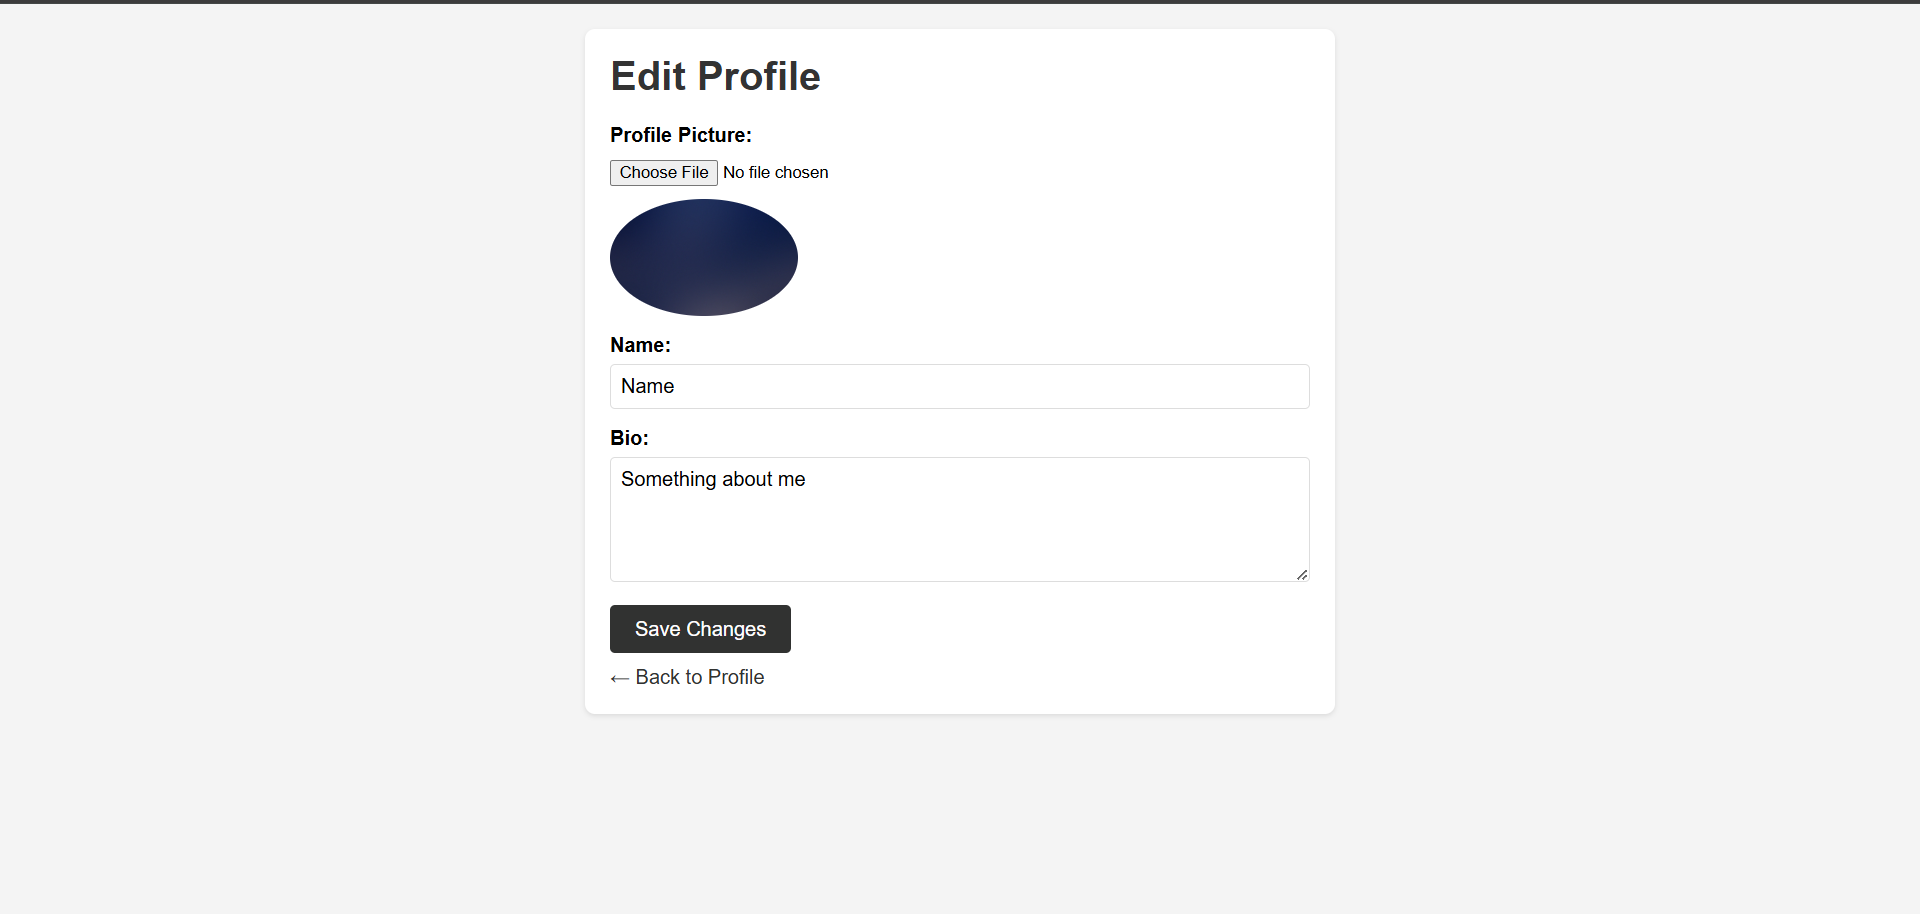 Edit Profile
Profile Picture:
Choose File No file chosen
Name:
Name
Bio:
Something about me
Save Changes
← Back to Profile